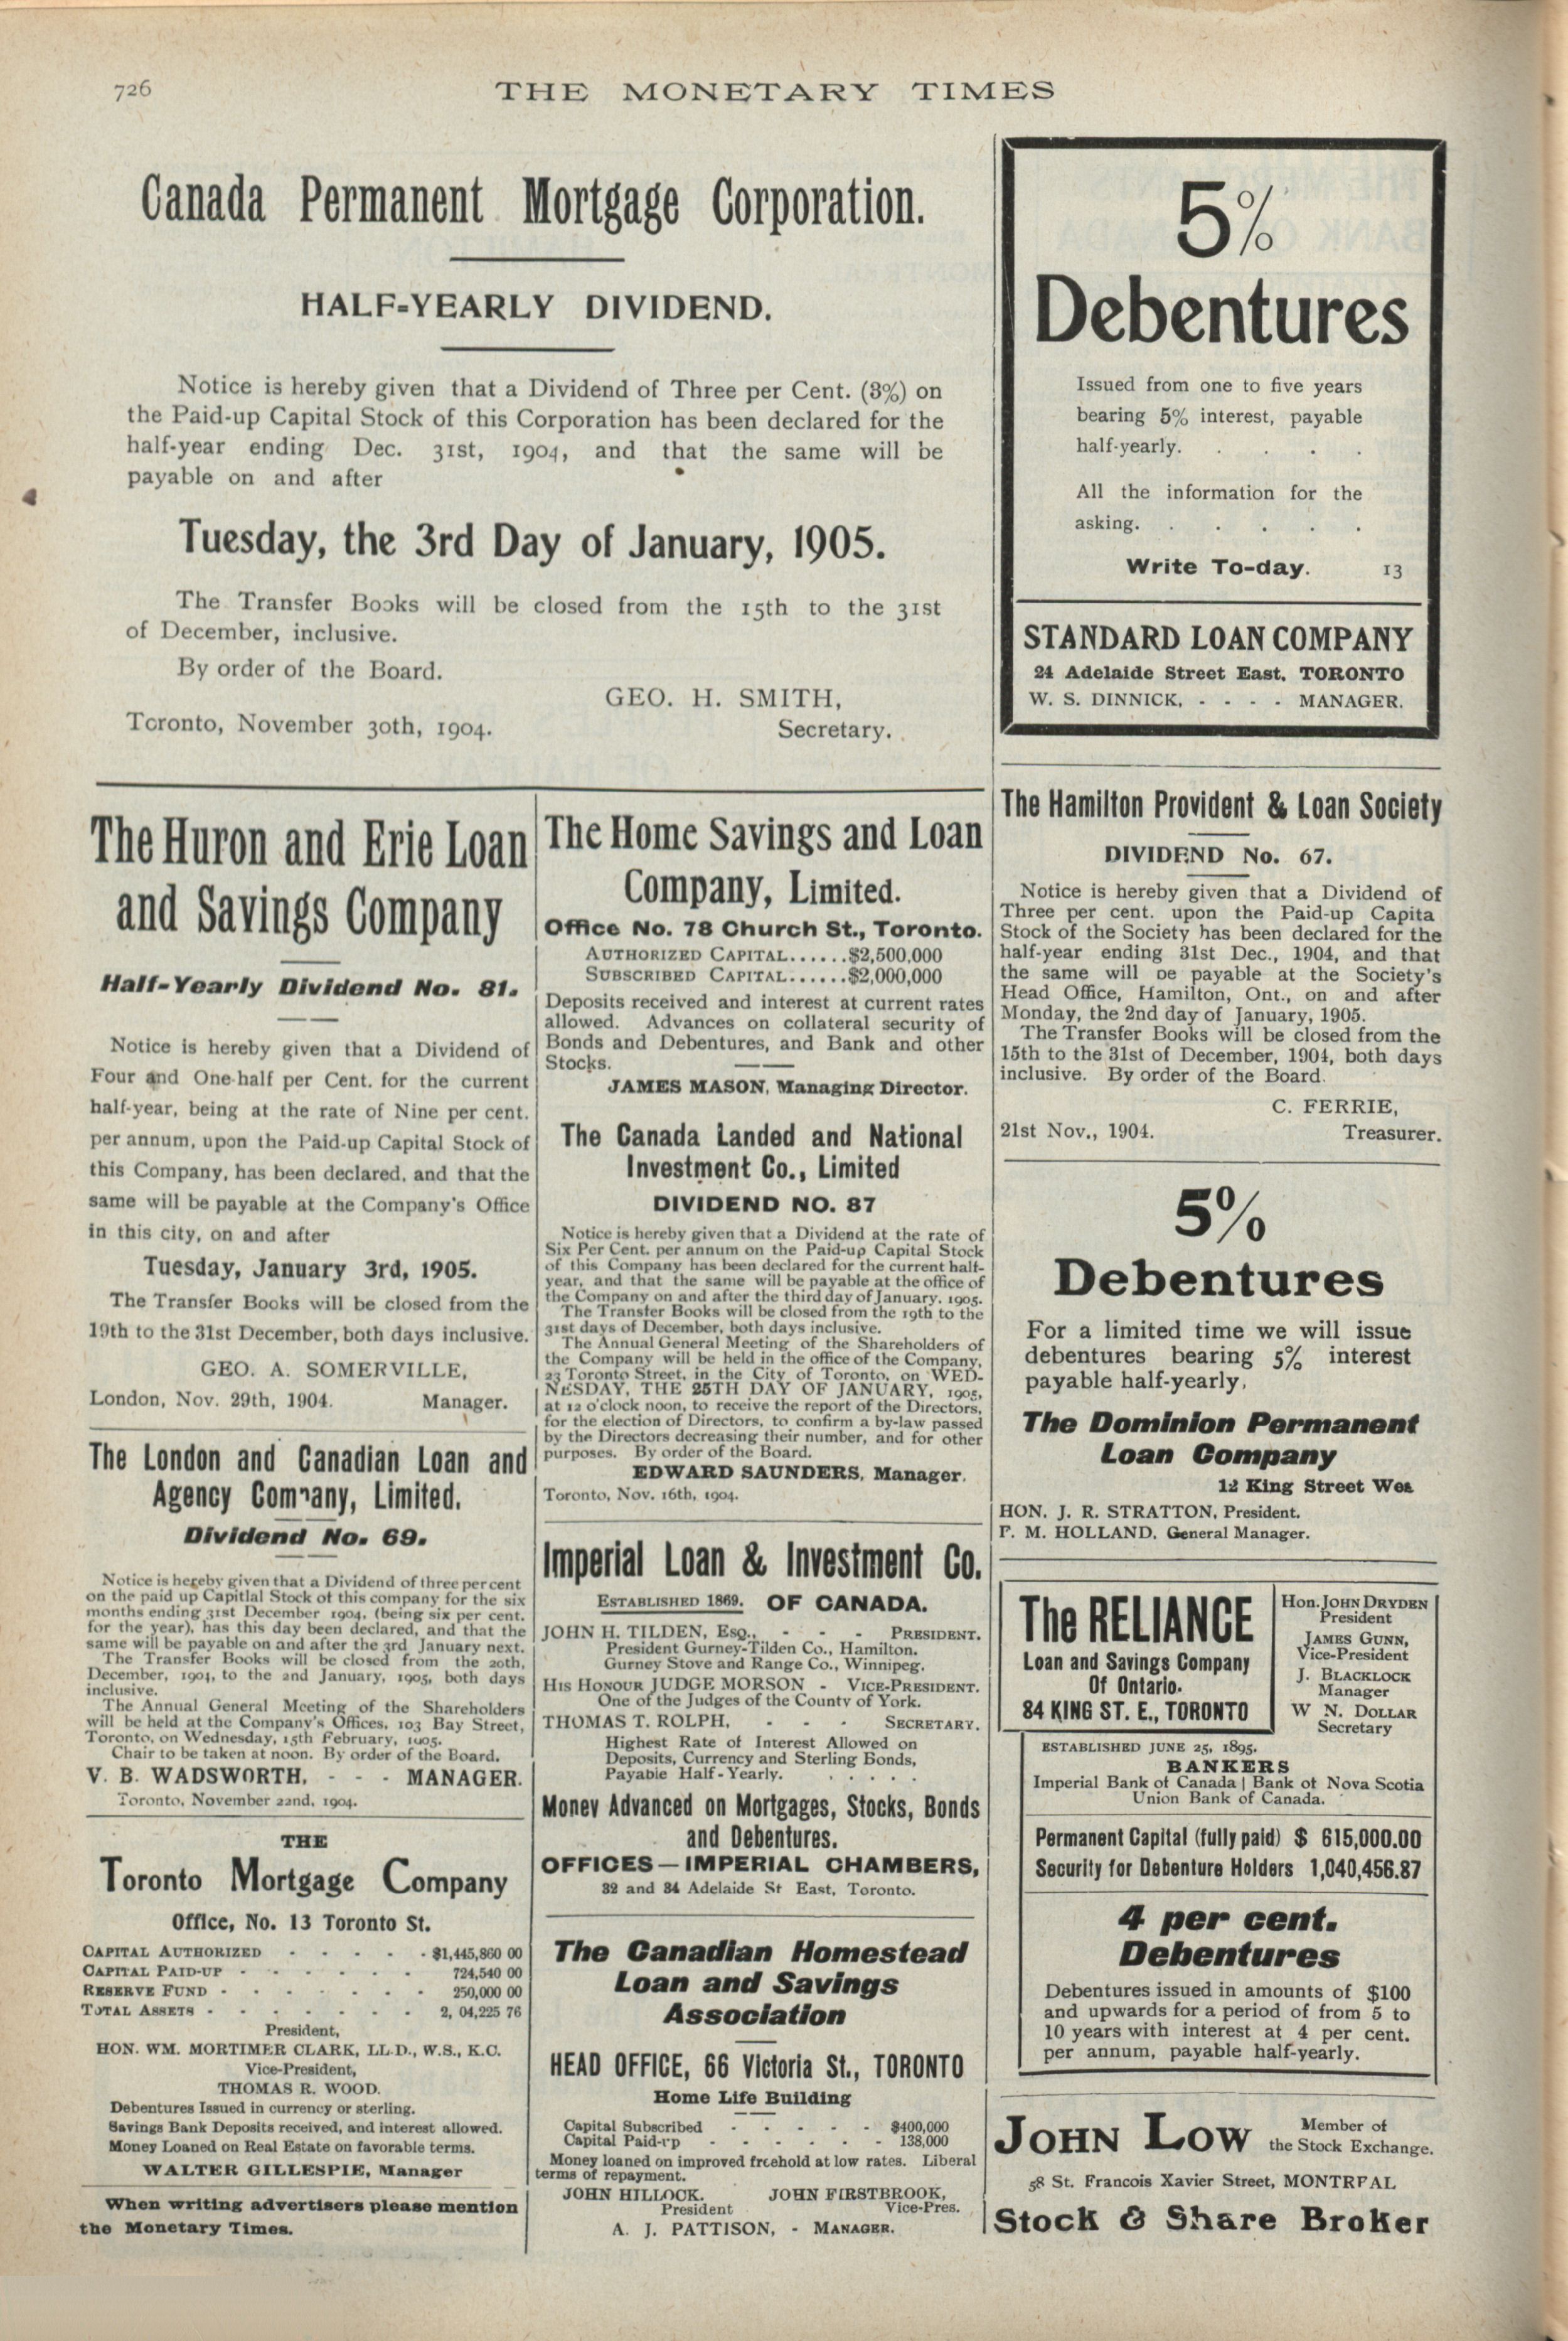 726
THE MONETARY TIMES
Canada Permanent Mortgage Corporation.
HALF-YEARLY DIVIDEND.
Notice is hereby given that a Dividend of Three per Cent. (3%) on
the Paid-up Capital Stock of this Corporation has been declared for the
half-year ending Dec. 31st, 1904, and that the same will be
payable on and after
Tuesday, the 3rd Day of January, 1905.
The Transfer Books will be closed from the 15th to the 31st
of December, inclusive.
By order of the Board.
GEO. H. SMITH,
Toronto, November 30th, 1904.
Secretary.
The Huron and Erie Loan
and Savings Company
Half-Yearly Dividend No. 81.
Notice is hereby given that a Dividend of
Four and One-half per Cent. for the current
half-year, being at the rate of Nine per cent.
per annum, upon the Paid-up Capital Stock of
this Company, has been declared, and that the
same will be payable at the Company's Office
in this city, on and after
Tuesday, January 3rd, 1905.
The Transfer Books will be closed from the
19th to the 31st December, both days inclusive.
GEO. A. SOMERVILLE,
London, Nov. 29th, 1904. Manager.
The London and Canadian Loan and
Agency Company, Limited.
Dividend No. 69.
Notice is hereby given that a Dividend of three per cent
on the paid up Capitlal Stock of this company for the six
months ending 31st December 1904, (being six per cent.
for the year), has this day been declared, and that the
same will be payable on and after the 3rd January next.
The Transfer Books will be closed from the 20th,
December, 1904, to the 2nd January, 1905, both days
inclusive.
The Annual General Meeting of the Shareholders
will be held at the Company's Offices, 103 Bay Street,
Toronto, on Wednesday, 15th February, 1905.
Chair to be taken at noon. By order of the Board.
V. B. WADSWORTH, - - - MANAGER.
Toronto, November 22nd, 1904.
THE
Toronto Mortgage Company
Office, No. 13 Toronto St.
CAPITAL AUTHORIZED - - - - - $1,445,860 00
CAPITAL PAID-UP - - - - - - 724,540 00
RESERVE FUND - - - - - - - 250,000 00
TOTAL ASSETS - - - - - - - 2, 04,225 76
President,
HON. WM. MORTIMER CLARK, LL.D., W.S., K.C.
Vice-President,
THOMAS R. WOOD.
Debentures Issued in currency or sterling.
Savings Bank Deposits received, and interest allowed.
Money Loaned on Real Estate on favorable terms.
WALTER GILLESPIE, Manager
When writing advertisers please mention
the Monetary Times.
The Home Savings and Loan
Company, Limited.
Office No. 78 Church St., Toronto.
AUTHORIZED CAPITAL......$2,500,000
SUBSCRIBED CAPITAL......$2,000,000
Deposits received and interest at current rates
allowed. Advances on collateral security of
Bonds and Debentures, and Bank and other
Stocks.
JAMES MASON, Managing Director.
The Canada Landed and National
Investment Co., Limited
DIVIDEND NO. 87
Notice is hereby given that a Dividend at the rate of
Six Per Cent. per annum on the Paid-up Capital Stock
of this Company has been declared for the current half-
year, and that the same will be payable at the office of
the Company on and after the third day of January, 1905.
The Transfer Books will be closed from the 19th to the
31st days of December, both days inclusive.
The Annual General Meeting of the Shareholders of
the Company will be held in the office of the Company,
23 Toronto Street, in the City of Toronto, on WED-
NESDAY, THE 25TH DAY OF JANUARY, 1905,
at 12 o'clock noon, to receive the report of the Directors,
for the election of Directors, to confirm a by-law passed
by the Directors decreasing their number, and for other
purposes. By order of the Board.
EDWARD SAUNDERS, Manager.
Toronto, Nov. 16th, 1904.
Imperial Loan & Investment Co.
ESTABLISHED 1869. OF CANADA.
JOHN H. TILDEN, Esq., - - - PRESIDENT.
President Gurney-Tilden Co., Hamilton.
Gurney Stove and Range Co., Winnipeg.
HIS HONOUR JUDGE MORSON - VICE-PRESIDENT.
One of the Judges of the County of York.
THOMAS T. ROLPH, - - - SECRETARY.
Highest Rate of Interest Allowed on
Deposits, Currency and Sterling Bonds,
Payable Half-Yearly. . . . . .
Money Advanced on Mortgages, Stocks, Bonds
and Debentures.
OFFICES—IMPERIAL CHAMBERS,
32 and 34 Adelaide St East, Toronto.
The Canadian Homestead
Loan and Savings
Association
HEAD OFFICE, 66 Victoria St., TORONTO
Home Life Building
Capital Subscribed - - - - - $400,000
Capital Paid-up - - - - - - 138,000
Money loaned on improved freehold at low rates. Liberal
terms of repayment.
JOHN HILLOCK. JOHN FIRSTBROOK,
President Vice-Pres.
A. J. PATTISON, - MANAGER.
5%
Debentures
Issued from one to five years
bearing 5% interest, payable
half-yearly. . . . .
All the information for the
asking. . . . . .
Write To-day. 13
STANDARD LOAN COMPANY
24 Adelaide Street East, TORONTO
W. S. DINNICK, - - - - MANAGER.
The Hamilton Provident & Loan Society
DIVIDEND No. 67.
Notice is hereby given that a Dividend of
Three per cent. upon the Paid-up Capita
Stock of the Society has been declared for the
half-year ending 31st Dec., 1904, and that
the same will be payable at the Society's
Head Office, Hamilton, Ont., on and after
Monday, the 2nd day of January, 1905.
The Transfer Books will be closed from the
15th to the 31st of December, 1904, both days
inclusive. By order of the Board.
C. FERRIE,
21st Nov., 1904. Treasurer.
5%
Debentures
For a limited time we will issue
debentures bearing 5% interest
payable half-yearly.
The Dominion Permanent
Loan Company
12 King Street Wes
HON. J. R. STRATTON, President.
F. M. HOLLAND, General Manager.
The RELIANCE
Loan and Savings Company
Of Ontario.
84 KING ST. E., TORONTO
Hon. JOHN DRYDEN
President
JAMES GUNN,
Vice-President
J. BLACKLOCK
Manager
W N. DOLLAR
Secretary
ESTABLISHED JUNE 25, 1895.
BANKERS
Imperial Bank of Canada | Bank of Nova Scotia
Union Bank of Canada.
Permanent Capital (fully paid) $ 615,000.00
Security for Debenture Holders 1,040,456.87
4 per cent.
Debentures
Debentures issued in amounts of $100
and upwards for a period of from 5 to
10 years with interest at 4 per cent.
per annum, payable half-yearly.
JOHN LOW Member of
the Stock Exchange.
58 St. Francois Xavier Street, MONTREAL
Stock & Share Broker